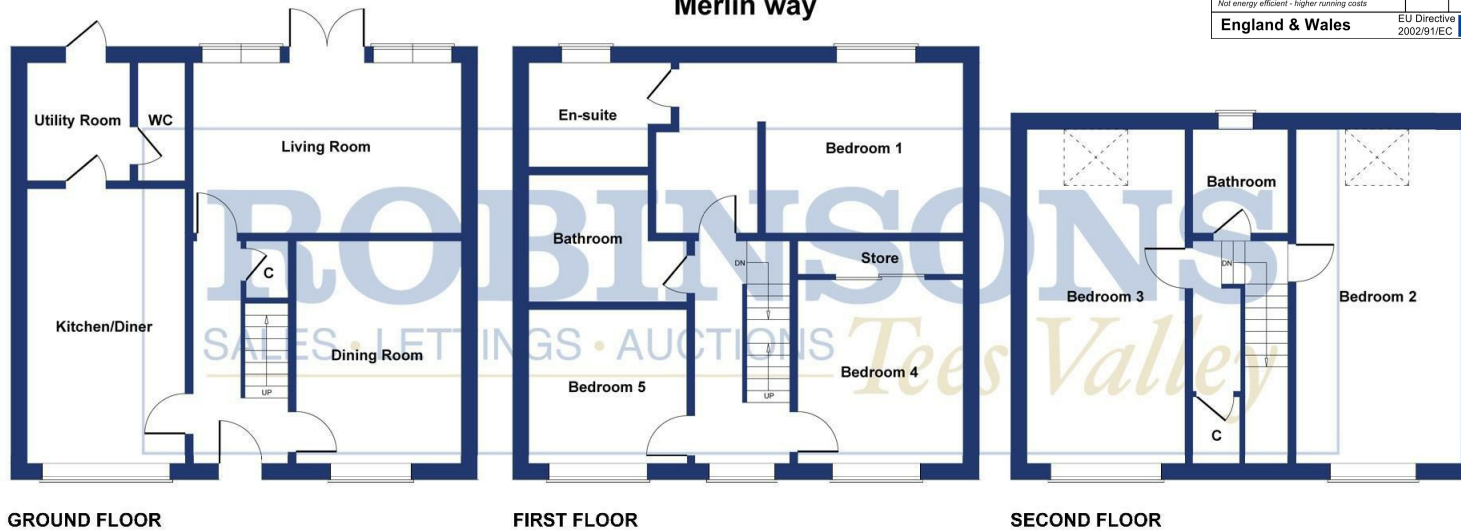 Merlin way
Not energy efficient - higher running costs
England & Wales
EU Directive
2002/91/EC
Utility Room
WC
Living Room
C
Kitchen/Diner
Dining Room
UP
GROUND FLOOR
En-suite
Bedroom 1
Bathroom
DN
Store
Bedroom 5
Bedroom 4
UP
FIRST FLOOR
Bathroom
DN
Bedroom 3
Bedroom 2
C
SECOND FLOOR
ROBINSONS
SALES • LETTINGS • AUCTIONS
Tees Valley